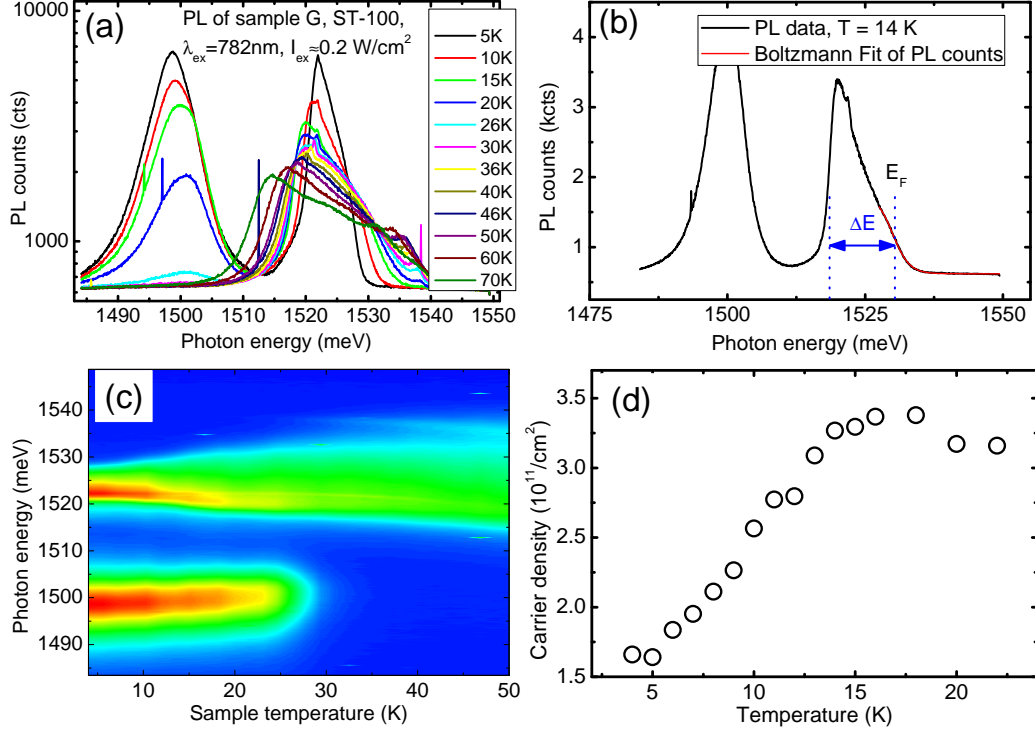 (a)
PL of sample G, ST-100,
λex=782nm, Iex≈0.2 W/cm²
5K
10K
15K
20K
26K
30K
36K
40K
46K
50K
60K
70K
10000
1000
PL counts (cts)
1490 1500 1510 1520 1530 1540 1550
Photon energy (meV)
(b)
PL data, T = 14 K
Boltzmann Fit of PL counts
EF
ΔE
4
3
2
1
0
PL counts (kcts)
1475 1500 1525 1550
Photon energy (meV)
(c)
1540
1530
1520
1510
1500
1490
Photon energy (meV)
10 20 30 40 50
Sample temperature (K)
(d)
3.5
3.0
2.5
2.0
1.5
Carrier density (10¹¹/cm²)
5 10 15 20
Temperature (K)